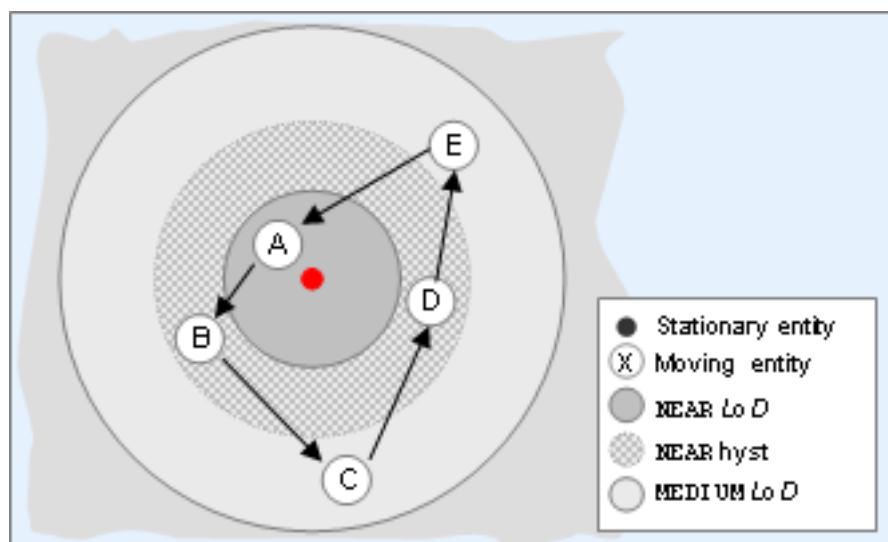 E
A
D
B
C
Stationary entity
X Moving entity
NEAR LoD
NEAR hyst
MEDIUM LoD